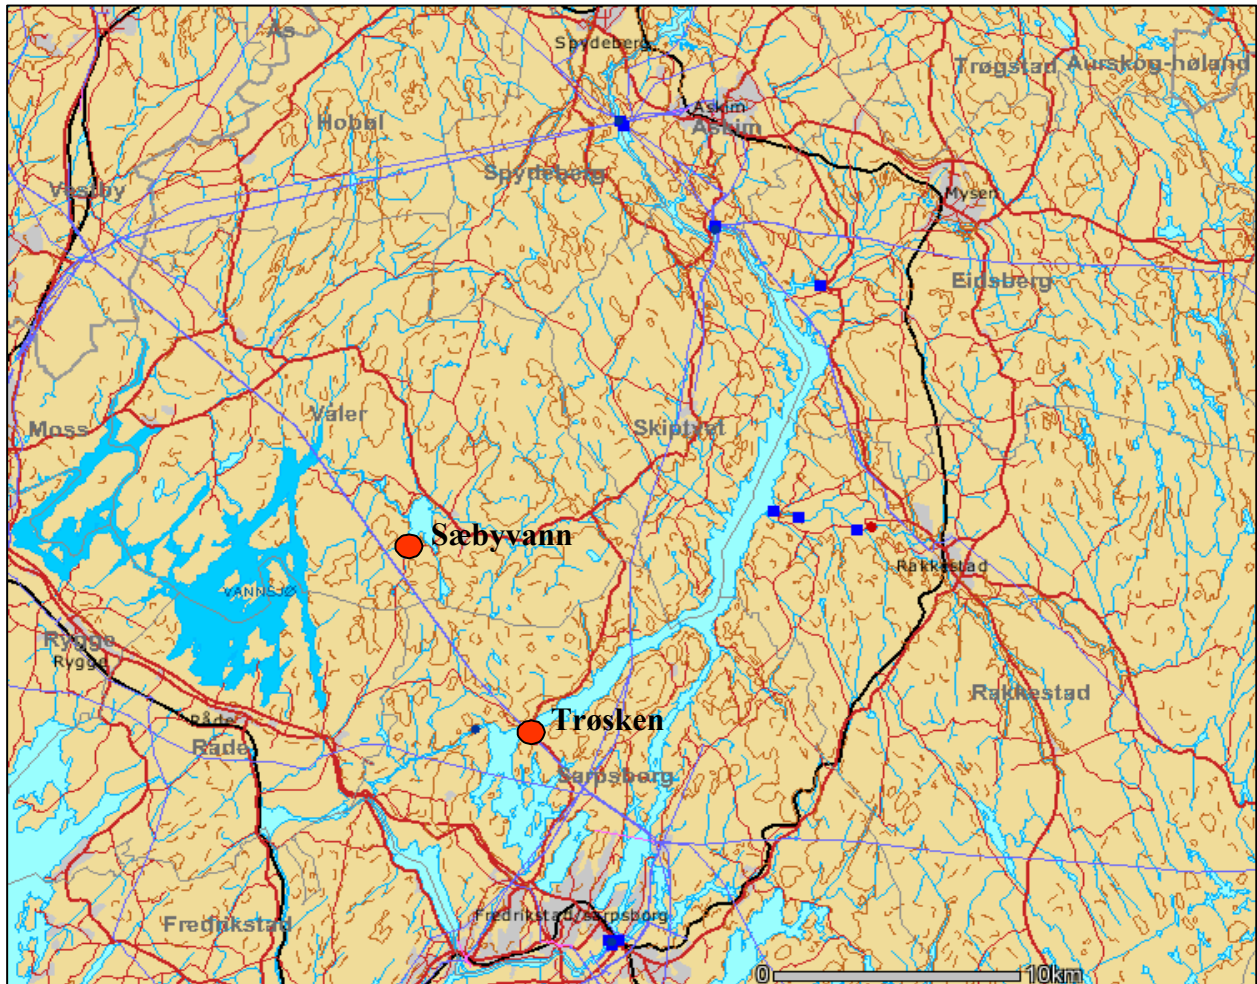 Ås
Spydeberg
Trøgstad
Aurskog-høland
Askim
Askim
Hobøl
Spydeberg
Vestby
Mysen
Eidsberg
Våler
Moss
Skiptvet
Sæbyvann
Rakkestad
VANNSJØ
Rygge
Rygge
Rakkestad
Råde
Råde
Trøsken
Sarpsborg
Fredrikstad/sarpsborg
Fredrikstad
0 10km